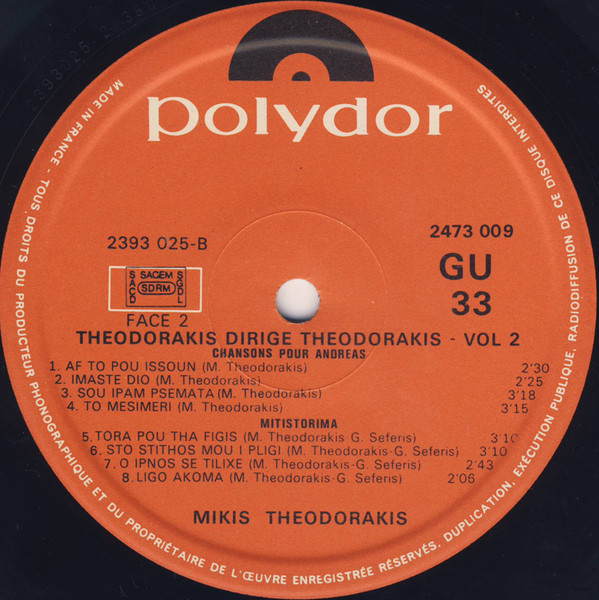 polydor
2393 025-B
2473 009
GU
33
SACEM
SACD
SDRM
SGDL
FACE 2
THEODORAKIS DIRIGE THEODORAKIS - VOL 2
CHANSONS POUR ANDREAS
1. AF TO POU ISSOUN (M. Theodorakis) 2'30
2. IMASTE DIO (M. Theodorakis) 2'25
3. SOU IPAM PSEMATA (M. Theodorakis) 3'18
4. TO MESIMERI (M. Theodorakis) 3'15
MITISTORIMA
5. TORA POU THA FIGIS (M. Theodorakis G. Seferis) 3'10
6. STO STITHOS MOU I PLIGI (M. Theodorakis-G. Seferis) 3'10
7. O IPNOS SE TILIXE (M. Theodorakis-G. Seferis) 2'43
8. LIGO AKOMA (M. Theodorakis-G. Seferis) 2'06
MIKIS THEODORAKIS
MADE IN FRANCE - TOUS DROITS DU PRODUCTEUR PHONOGRAPHIQUE ET DU PROPRIÉTAIRE DE L'ŒUVRE ENREGISTRÉE RÉSERVÉS. DUPLICATION, EXÉCUTION PUBLIQUE, RADIODIFFUSION DE CE DISQUE INTERDITES